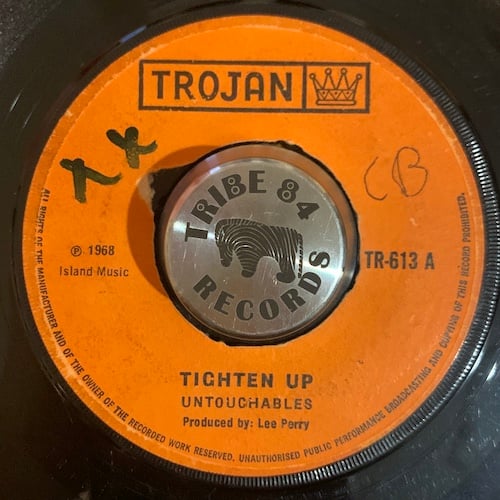 TROJAN
CB
TRIBE 84
RECORDS
℗ 1968
Island Music
TR-613 A
TIGHTEN UP
UNTOUCHABLES
Produced by: Lee Perry
ALL RIGHTS OF THE MANUFACTURER AND OF THE OWNER OF THE RECORDED WORK RESERVED. UNAUTHORISED PUBLIC PERFORMANCE BROADCASTING AND COPYING OF THIS RECORD PROHIBITED.